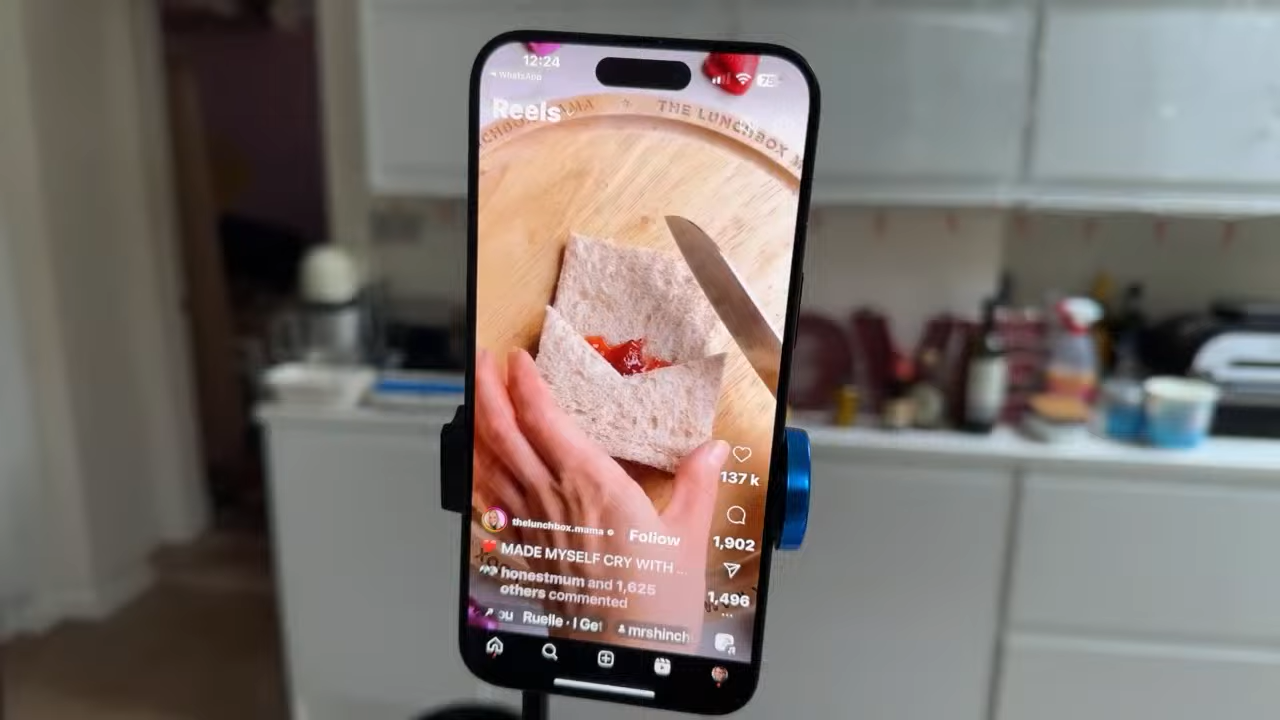 12:24
WhatsApp
Reels
THE LUNCHBOX M
137 k
thelunchbox.mama
Follow
1,902
MADE MYSELF CRY WITH ...
honestmum and 1,625
others commented
1,496
ou Ruelle · I Get
mrshinch